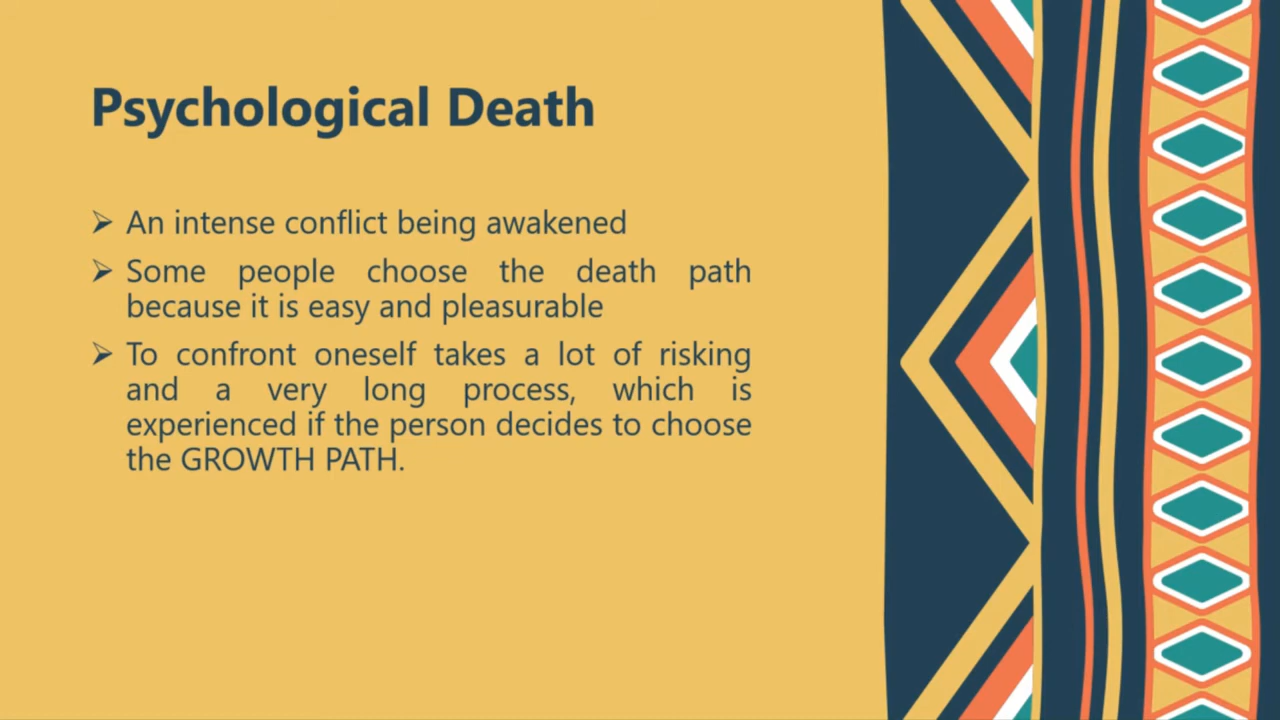 Psychological Death
➢ An intense conflict being awakened
➢ Some people choose the death path
because it is easy and pleasurable
➢ To confront oneself takes a lot of risking
and a very long process, which is
experienced if the person decides to choose
the GROWTH PATH.